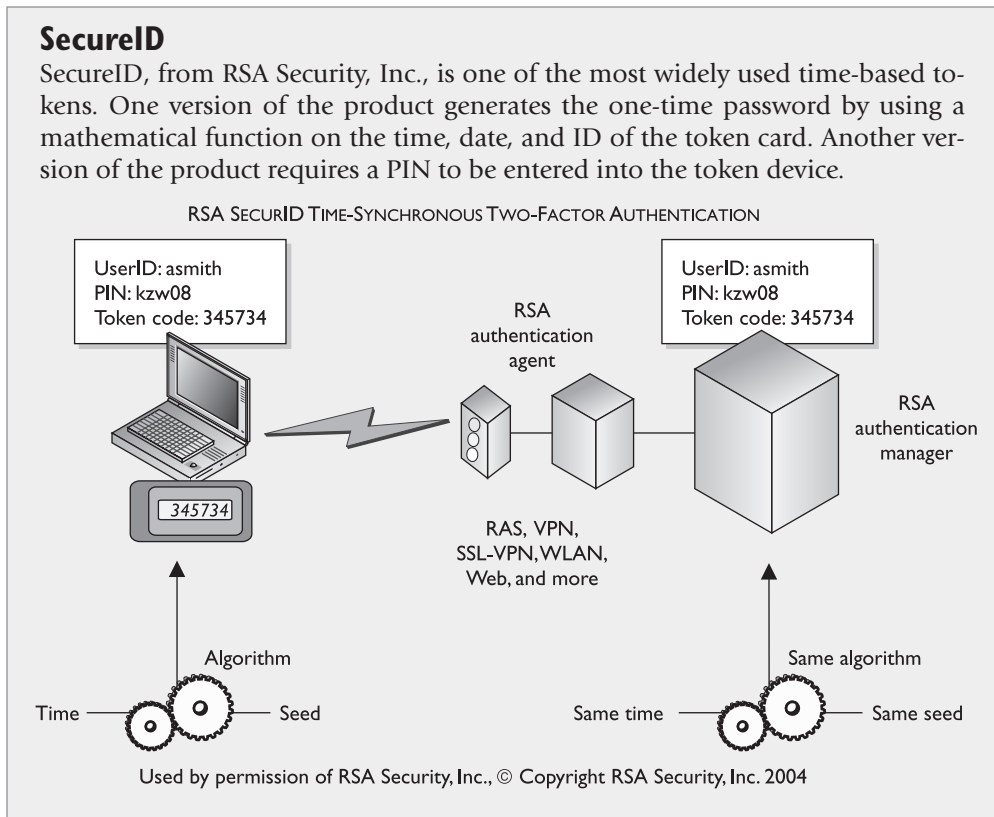 SecureID
SecureID, from RSA Security, Inc., is one of the most widely used time-based to-
kens. One version of the product generates the one-time password by using a
mathematical function on the time, date, and ID of the token card. Another ver-
sion of the product requires a PIN to be entered into the token device.
RSA SECURID TIME-SYNCHRONOUS TWO-FACTOR AUTHENTICATION
UserID: asmith
PIN: kzw08
Token code: 345734
UserID: asmith
PIN: kzw08
Token code: 345734
RSA
authentication
agent
RSA
authentication
manager
345734
RAS, VPN,
SSL-VPN, WLAN,
Web, and more
Algorithm
Time
Seed
Same algorithm
Same time
Same seed
Used by permission of RSA Security, Inc., © Copyright RSA Security, Inc. 2004